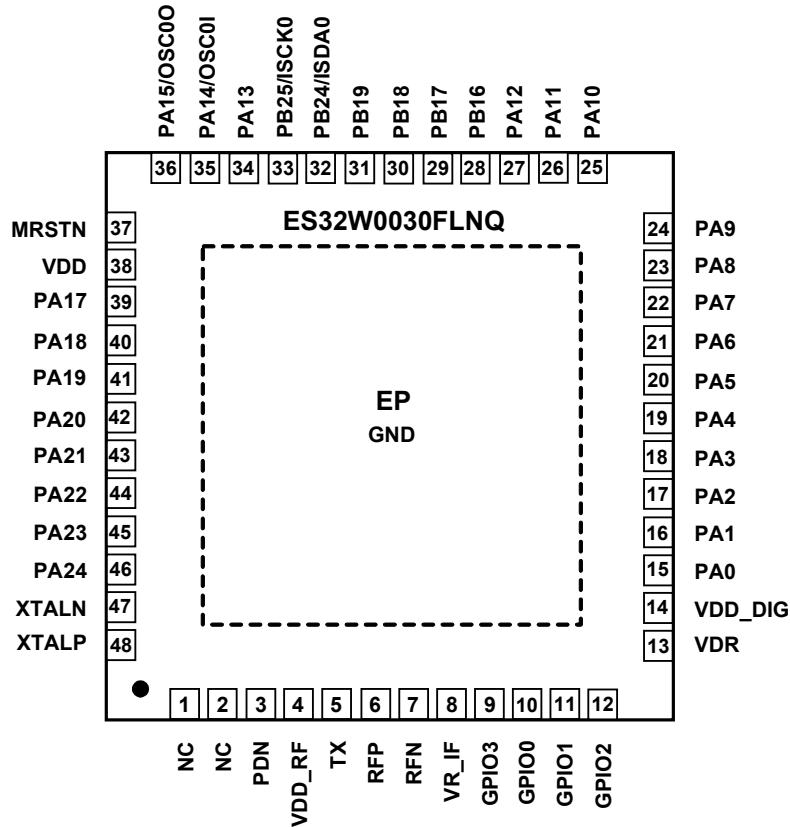 PA15/OSC0O
PA14/OSC0I
PA13
PB25/ISCK0
PB24/ISDA0
PB19
PB18
PB17
PB16
PA12
PA11
PA10
36 35 34 33 32 31 30 29 28 27 26 25
ES32W0030FLNQ
MRSTN 37
VDD 38
PA17 39
PA18 40
PA19 41
PA20 42
PA21 43
PA22 44
PA23 45
PA24 46
XTALN 47
XTALP 48
EP
GND
24 PA9
23 PA8
22 PA7
21 PA6
20 PA5
19 PA4
18 PA3
17 PA2
16 PA1
15 PA0
14 VDD_DIG
13 VDR
1 2 3 4 5 6 7 8 9 10 11 12
NC
NC
PDN
VDD_RF
TX
RFP
RFN
VR_IF
GPIO3
GPIO0
GPIO1
GPIO2